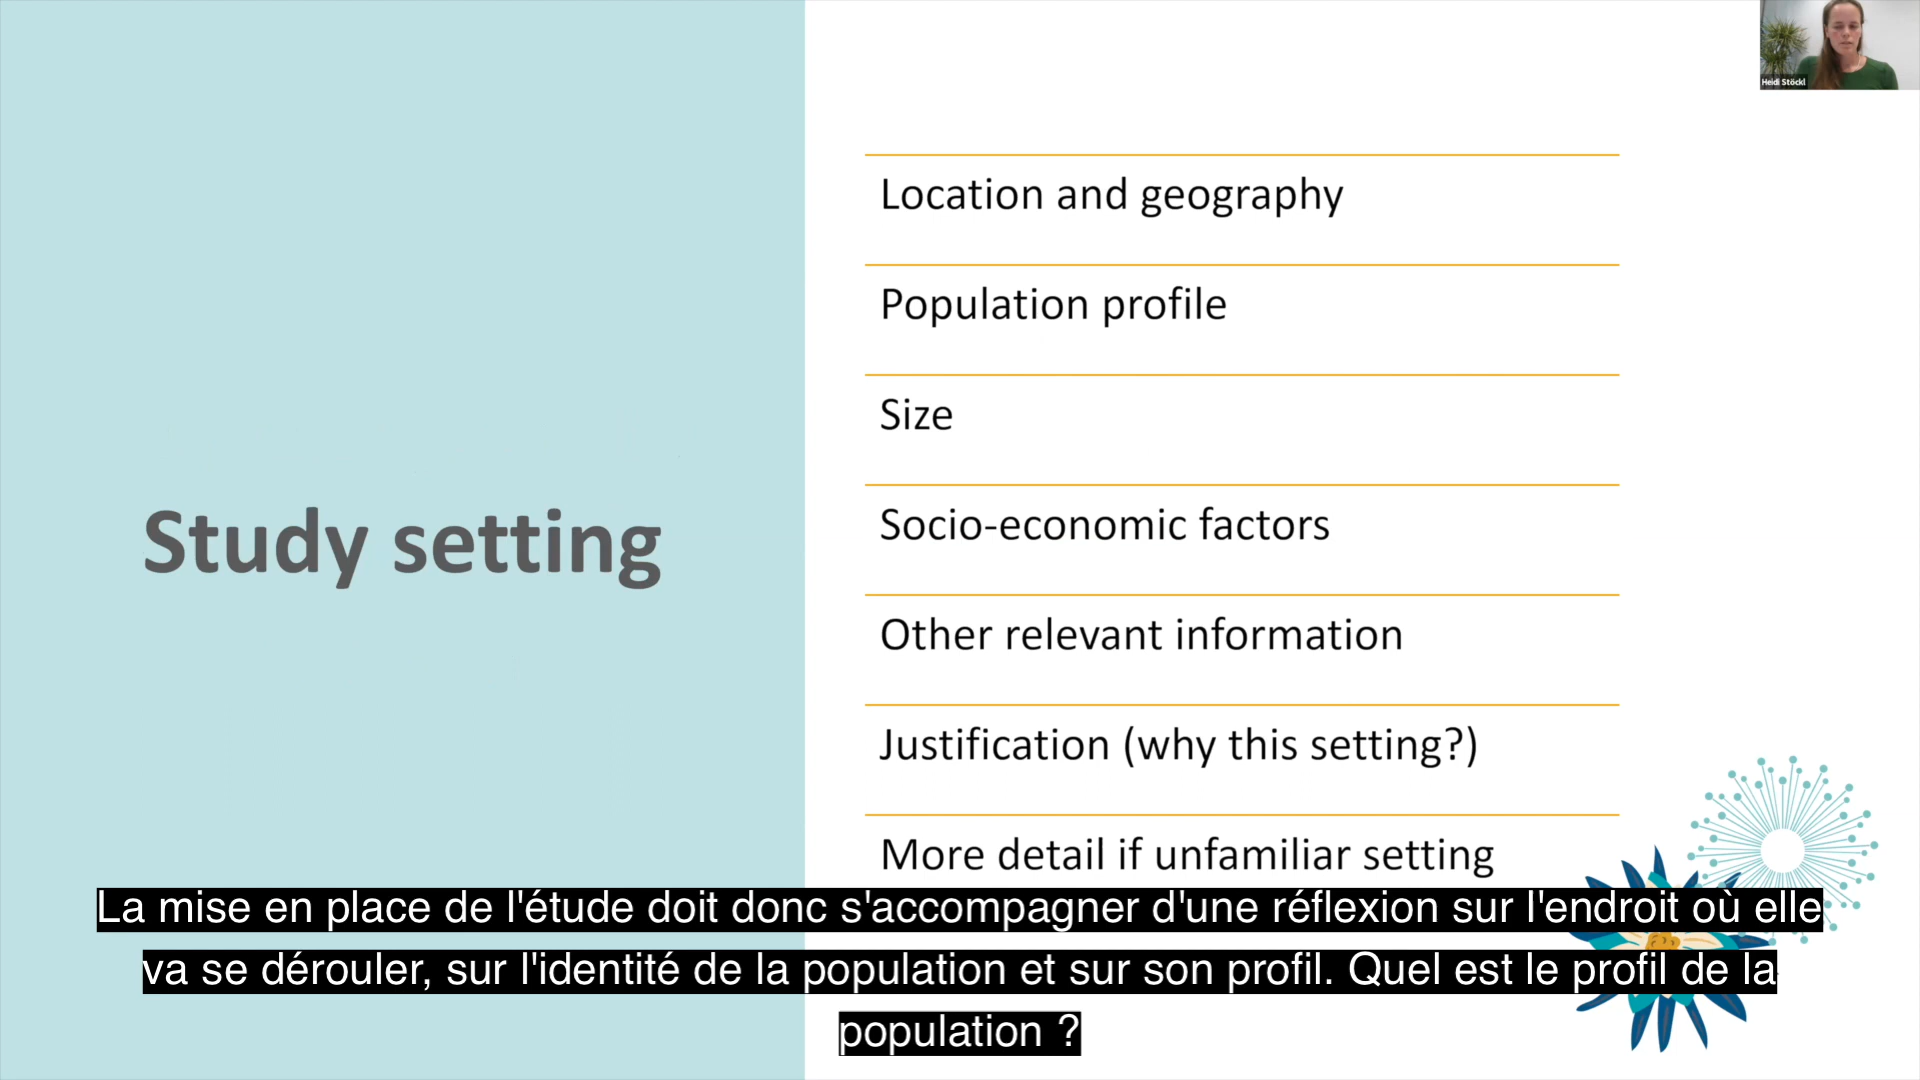 Heidi Stöckl
Location and geography
Population profile
Size
Socio-economic factors
Study setting
Other relevant information
Justification (why this setting?)
More detail if unfamiliar setting
La mise en place de l'étude doit donc s'accompagner d'une réflexion sur l'endroit où elle
va se dérouler, sur l'identité de la population et sur son profil. Quel est le profil de la
population ?